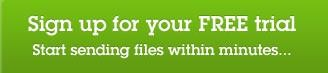 Sign up for your FREE trial
Start sending files within minutes...